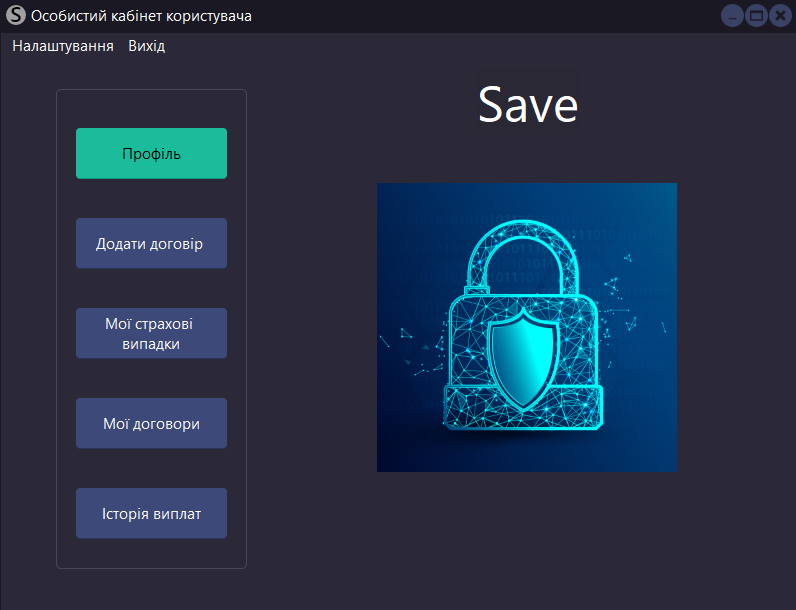 S
Особистий кабінет користувача
Налаштування Вихід
Save
Профіль
Додати договір
Мої страхові
випадки
Мої договори
Історія виплат